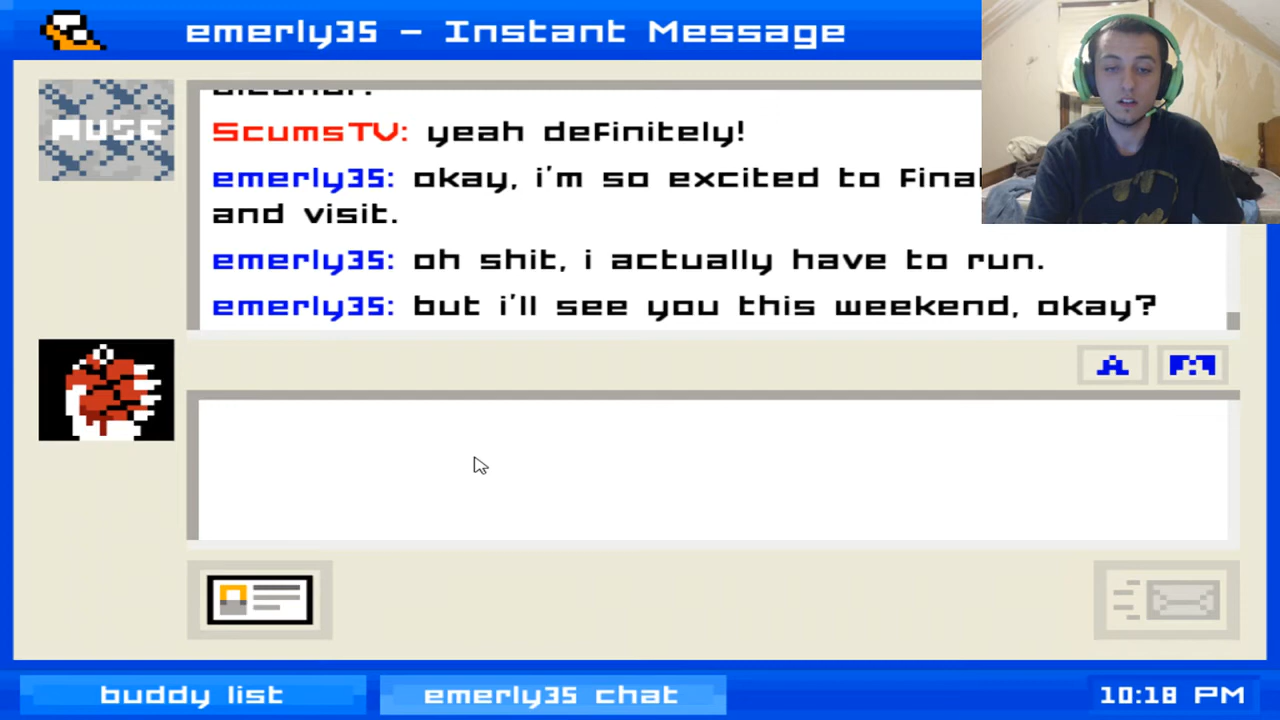 emerly35 - Instant Message
MUSE
ScumsTV: yeah definitely!
emerly35: okay, i'm so excited to
and visit.
emerly35: oh shit, i actually have to run.
emerly35: but i'll see you this weekend, okay?
A
buddy list
emerly35 chat
10:18 PM